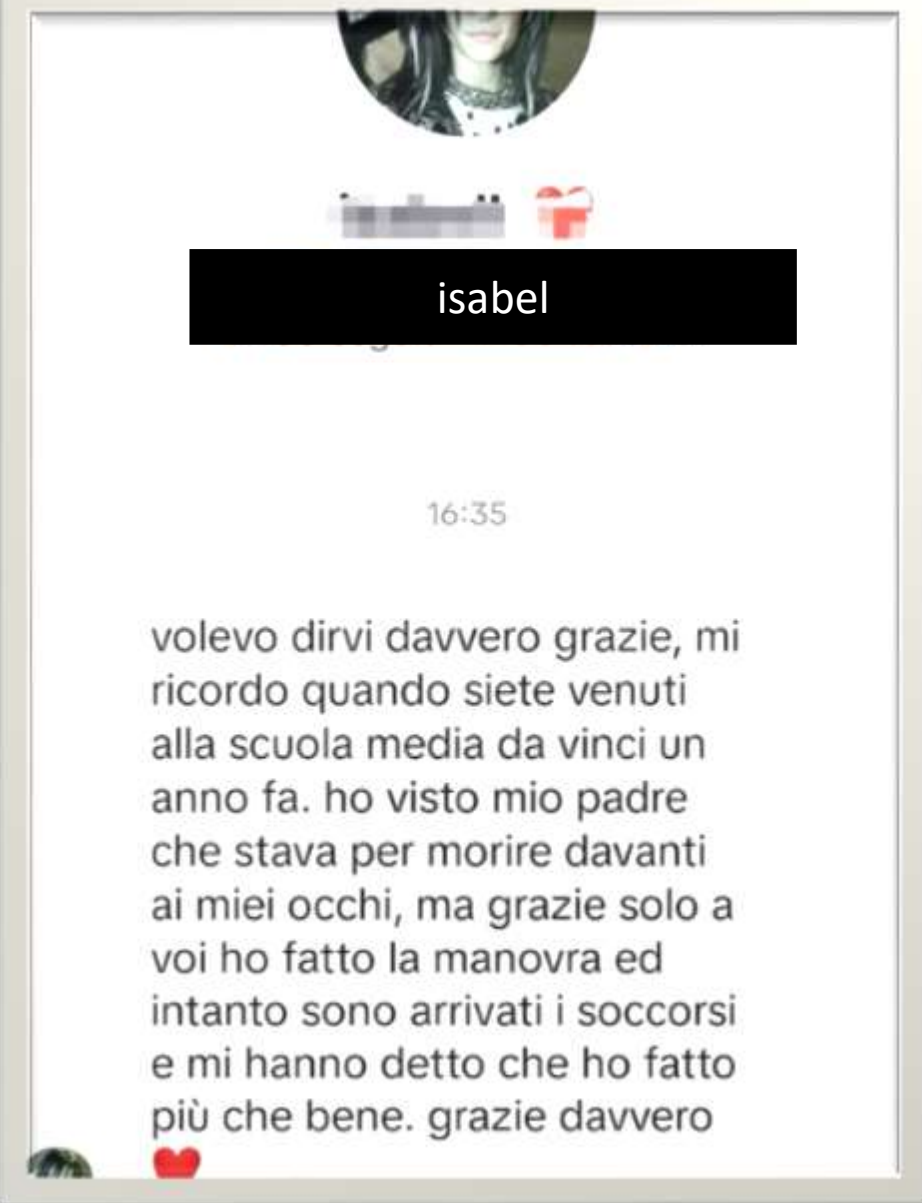 isabel
16:35
volevo dirvi davvero grazie, mi
ricordo quando siete venuti
alla scuola media da vinci un
anno fa. ho visto mio padre
che stava per morire davanti
ai miei occhi, ma grazie solo a
voi ho fatto la manovra ed
intanto sono arrivati i soccorsi
e mi hanno detto che ho fatto
più che bene. grazie davvero
❤️